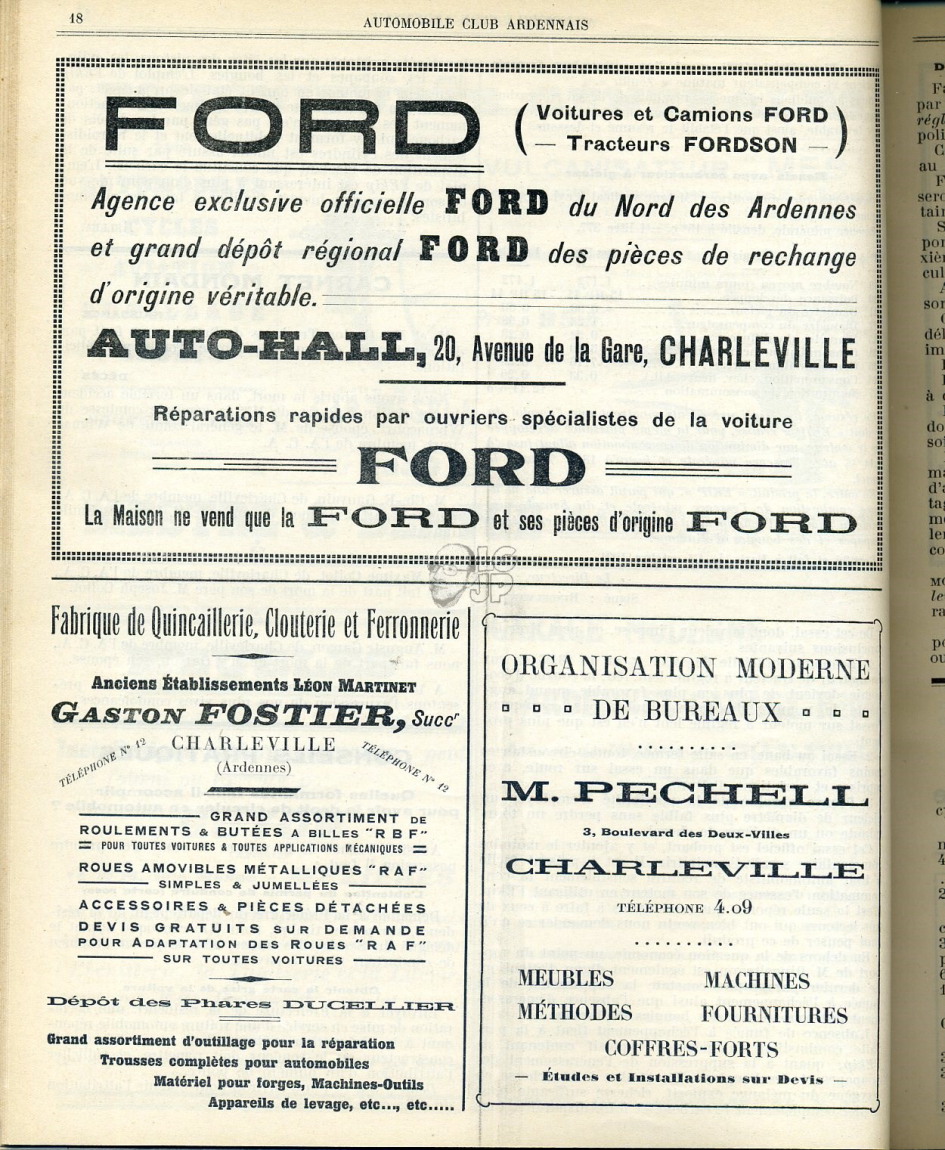 18
AUTOMOBILE CLUB ARDENNAIS
FORD
(Voitures et Camions FORD)
— Tracteurs FORDSON —
Agence exclusive officielle FORD du Nord des Ardennes
et grand dépôt régional FORD des pièces de rechange
d'origine véritable.
AUTO-HALL, 20, Avenue de la Gare, CHARLEVILLE
Réparations rapides par ouvriers spécialistes de la voiture
FORD
La Maison ne vend que la FORD et ses pièces d'origine FORD
LG
JP
Fabrique de Quincaillerie, Clouterie et Ferronnerie
Anciens Établissements LÉON MARTINET
GASTON FOSTIER, Succr
CHARLEVILLE
(Ardennes)
TÉLÉPHONE N° 12
TÉLÉPHONE N° 12
GRAND ASSORTIMENT DE
ROULEMENTS & BUTÉES A BILLES "RBF"
POUR TOUTES VOITURES & TOUTES APPLICATIONS MÉCANIQUES
ROUES AMOVIBLES MÉTALLIQUES "RAF"
SIMPLES & JUMELLÉES
ACCESSOIRES & PIÈCES DÉTACHÉES
DEVIS GRATUITS SUR DEMANDE
POUR ADAPTATION DES ROUES "RAF"
SUR TOUTES VOITURES
Dépôt des Phares DUCELLIER
Grand assortiment d'outillage pour la réparation
Trousses complètes pour automobiles
Matériel pour forges, Machines-Outils
Appareils de levage, etc..., etc.....
ORGANISATION MODERNE
DE BUREAUX
M. PECHELL
3, Boulevard des Deux-Villes
CHARLEVILLE
TÉLÉPHONE 4.09
MEUBLES MACHINES
MÉTHODES FOURNITURES
COFFRES-FORTS
— Études et Installations sur Devis —